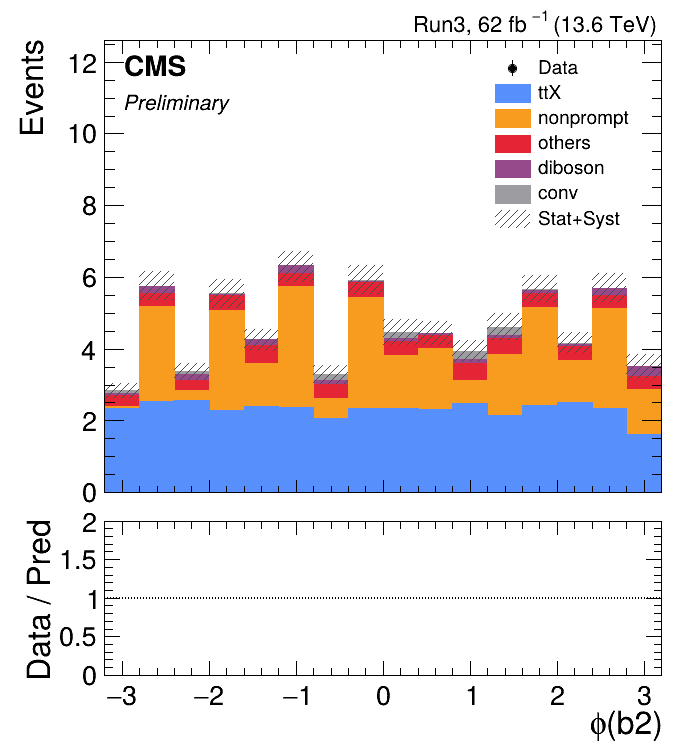 Run3, 62 fb⁻¹ (13.6 TeV)
CMS
Preliminary
Events
12
10
8
6
4
2
0
Data
ttX
nonprompt
others
diboson
conv
Stat+Syst
Data / Pred
2
1.5
1
0.5
0
−3 −2 −1 0 1 2 3
ϕ(b2)